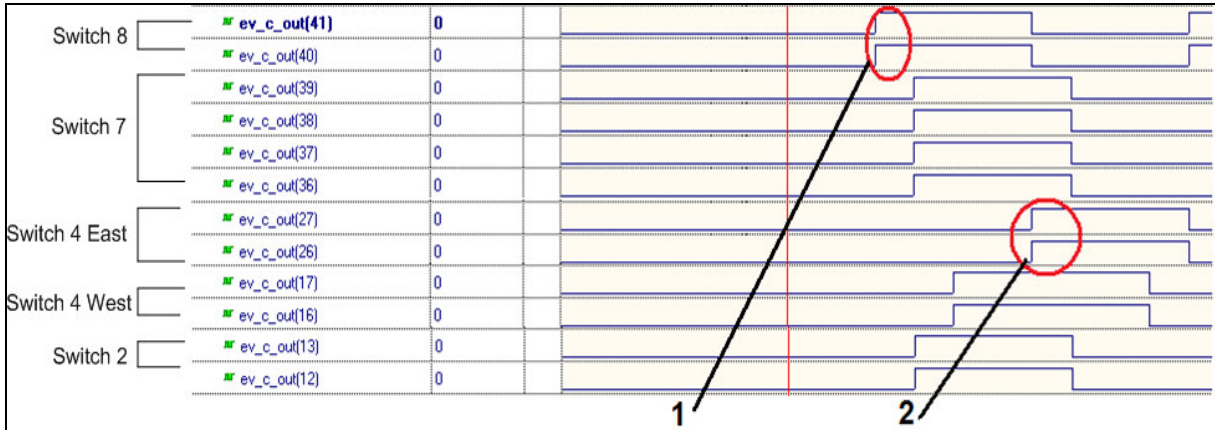 Switch 8
ev_c_out(41) 0
ev_c_out(40) 0
Switch 7
ev_c_out(39) 0
ev_c_out(38) 0
ev_c_out(37) 0
ev_c_out(36) 0
Switch 4 East
ev_c_out(27) 0
ev_c_out(26) 0
Switch 4 West
ev_c_out(17) 0
ev_c_out(16) 0
Switch 2
ev_c_out(13) 0
ev_c_out(12) 0
1 2